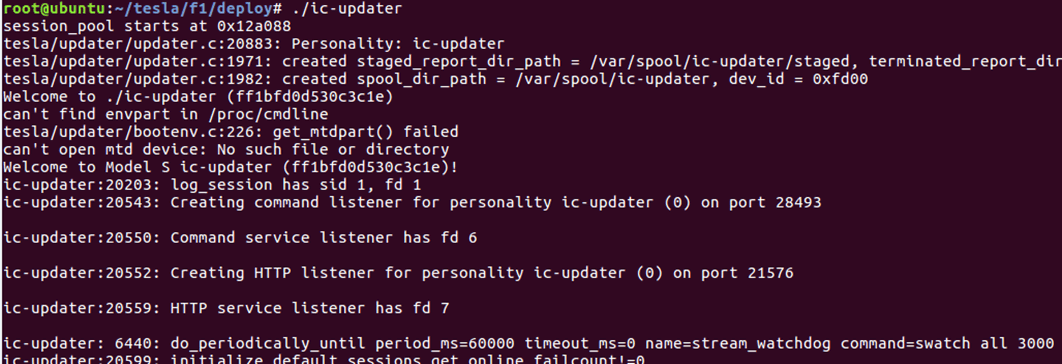 root@ubuntu:~/tesla/f1/deploy# ./ic-updater
session_pool starts at 0x12a088
tesla/updater/updater.c:20883: Personality: ic-updater
tesla/updater/updater.c:1971: created staged_report_dir_path = /var/spool/ic-updater/staged, terminated_report_dir
tesla/updater/updater.c:1982: created spool_dir_path = /var/spool/ic-updater, dev_id = 0xfd00
Welcome to ./ic-updater (ff1bfd0d530c3c1e)
can't find envpart in /proc/cmdline
tesla/updater/bootenv.c:226: get_mtdpart() failed
can't open mtd device: No such file or directory
Welcome to Model S ic-updater (ff1bfd0d530c3c1e)!
ic-updater:20203: log_session has sid 1, fd 1
ic-updater:20543: Creating command listener for personality ic-updater (0) on port 28493
ic-updater:20550: Command service listener has fd 6
ic-updater:20552: Creating HTTP listener for personality ic-updater (0) on port 21576
ic-updater:20559: HTTP service listener has fd 7
ic-updater: 6440: do_periodically_until period_ms=60000 timeout_ms=0 name=stream_watchdog command=swatch all 3000
ic-updater:20599: initialize default sessions get online failcount!=0